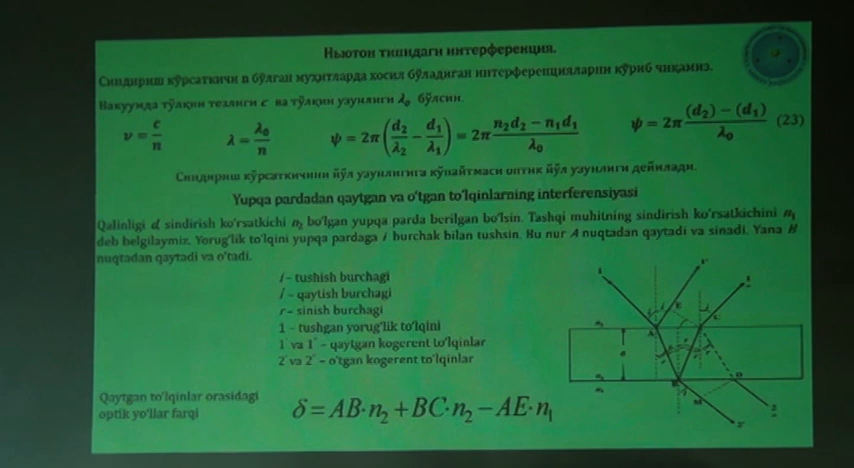 Ньютон типидаги интерференция.
Синдириш кўрсаткичи n бўлган муҳитларда хосил бўладиган интерференцияларни кўриб чиқамиз.
Вакуумда тўлқин тезлиги c ва тўлқин узунлиги λ₀ бўлсин.
ν = c/n λ = λ₀/n ψ = 2π(d₂/λ₂ − d₁/λ₁) = 2π (n₂d₂ − n₁d₁)/λ₀ ψ = 2π ((d₂) − (d₁))/λ₀ (23)
Синдириш кўрсаткичини йўл узунлигига кўпайтмаси оптик йўл узунлиги дейилади.
Yupqa pardadan qaytgan va o'tgan to'lqinlarning interferensiyasi
Qalinligi d, sindirish ko'rsatkichi n₂ bo'lgan yupqa parda berilgan bo'lsin. Tashqi muhitning sindirish ko'rsatkichini n₁
deb belgilaymiz. Yorug'lik to'lqini yupqa pardaga i burchak bilan tushsin. Bu nur A nuqtadan qaytadi va sinadi. Yana B
nuqtadan qaytadi va o'tadi.
i – tushish burchagi
i – qaytish burchagi
r – sinish burchagi
1 – tushgan yorug'lik to'lqini
1' va 1'' – qaytgan kogerent to'lqinlar
2' va 2'' – o'tgan kogerent to'lqinlar
Qaytgan to'lqinlar orasidagi
optik yo'llar farqi
δ = AB·n₂ + BC·n₂ − AE·n₁